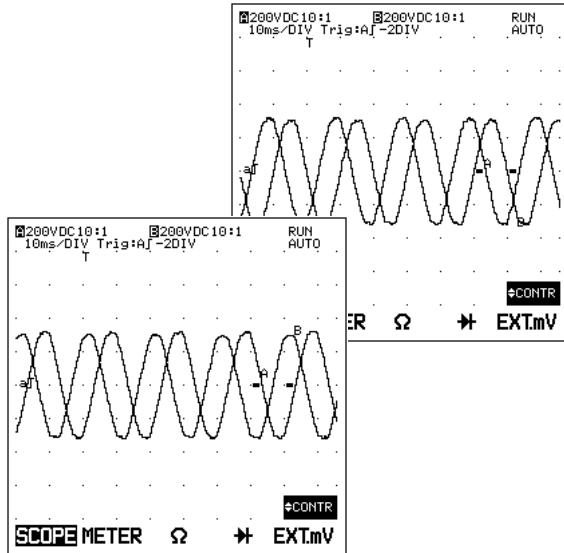 A200VDC10:1 B200VDC10:1 RUN
10ms/DIV Trig:A∫-2DIV AUTO
T
A
a∫
B
CONTR
ER Ω EXT.mV
A200VDC10:1 B200VDC10:1 RUN
10ms/DIV Trig:A∫-2DIV AUTO
T
B
A
a∫
CONTR
SCOPE METER Ω EXT.mV